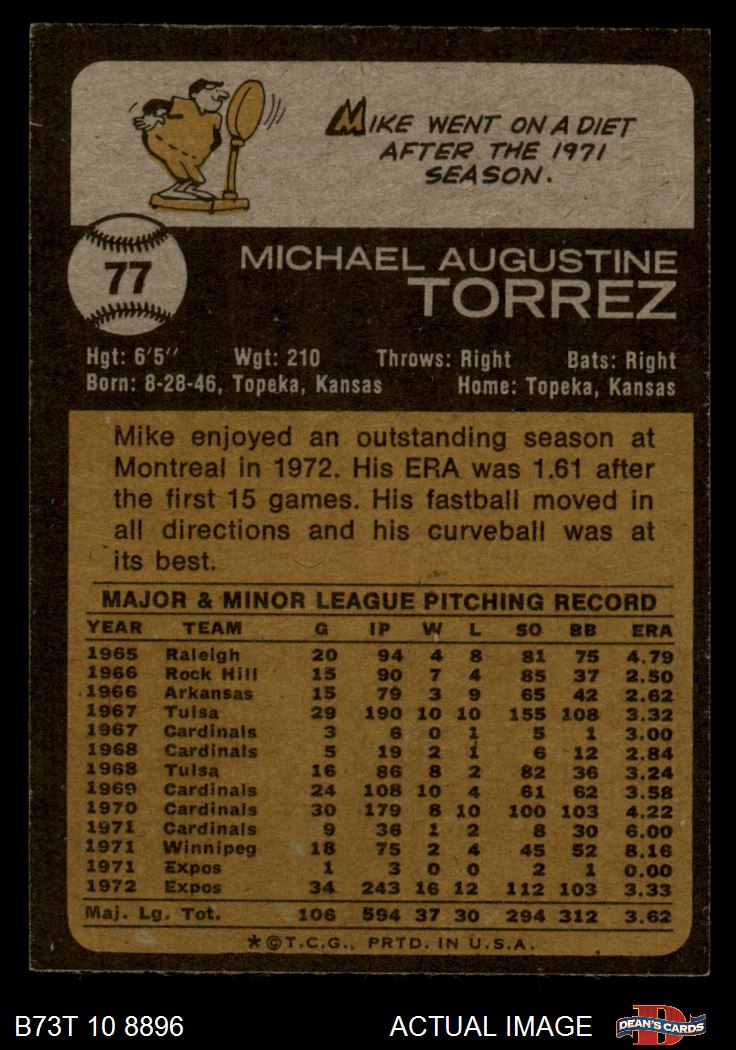 MIKE WENT ON A DIET
AFTER THE 1971
SEASON.
77
MICHAEL AUGUSTINE
TORREZ
Hgt: 6'5" Wgt: 210 Throws: Right Bats: Right
Born: 8-28-46, Topeka, Kansas Home: Topeka, Kansas
Mike enjoyed an outstanding season at
Montreal in 1972. His ERA was 1.61 after
the first 15 games. His fastball moved in
all directions and his curveball was at
its best.
MAJOR & MINOR LEAGUE PITCHING RECORD
YEAR TEAM G IP W L SO BB ERA
1965 Raleigh 20 94 4 8 81 75 4.79
1966 Rock Hill 15 90 7 4 85 37 2.50
1966 Arkansas 15 79 3 9 65 42 2.62
1967 Tulsa 29 190 10 10 155 108 3.32
1967 Cardinals 3 6 0 1 5 1 3.00
1968 Cardinals 5 19 2 1 6 12 2.84
1968 Tulsa 16 86 8 2 82 36 3.24
1969 Cardinals 24 108 10 4 61 62 3.58
1970 Cardinals 30 179 8 10 100 103 4.22
1971 Cardinals 9 36 1 2 8 30 6.00
1971 Winnipeg 18 75 2 4 45 52 8.16
1971 Expos 1 3 0 0 2 1 0.00
1972 Expos 34 243 16 12 112 103 3.33
Maj. Lg. Tot. 106 594 37 30 294 312 3.62
*©T.C.G., PRTD. IN U.S.A.
B73T 10 8896 ACTUAL IMAGE
D
DEAN'S CARDS